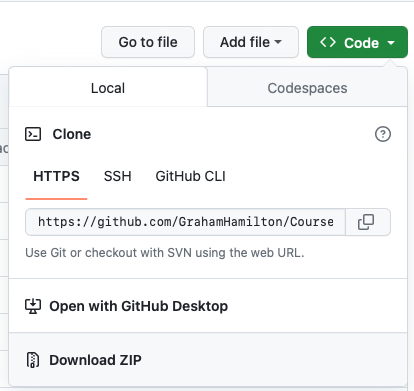 Go to file
Add file
Code
Local
Codespaces
Clone
HTTPS
SSH
GitHub CLI
https://github.com/GrahamHamilton/Course
Use Git or checkout with SVN using the web URL.
Open with GitHub Desktop
Download ZIP